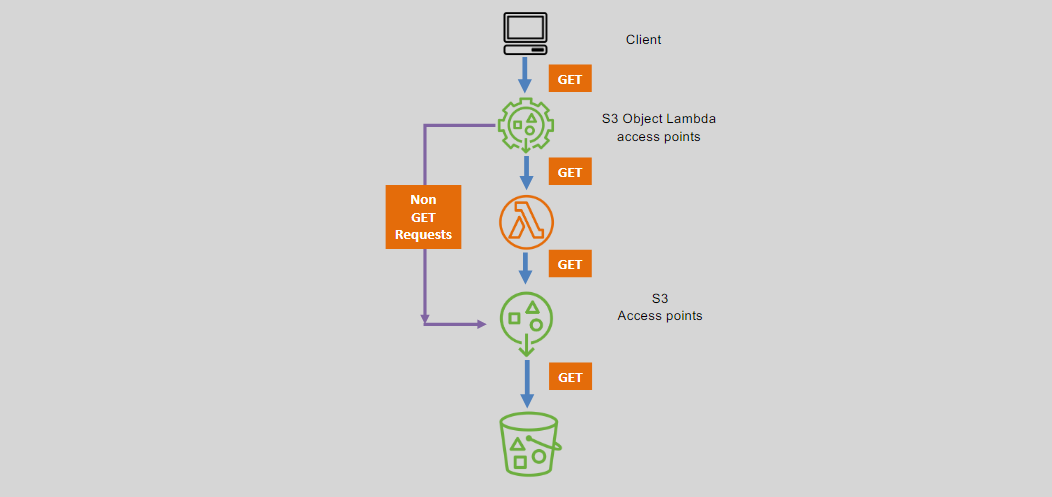 Client
GET
S3 Object Lambda
access points
GET
Non
GET
Requests
GET
S3
Access points
GET